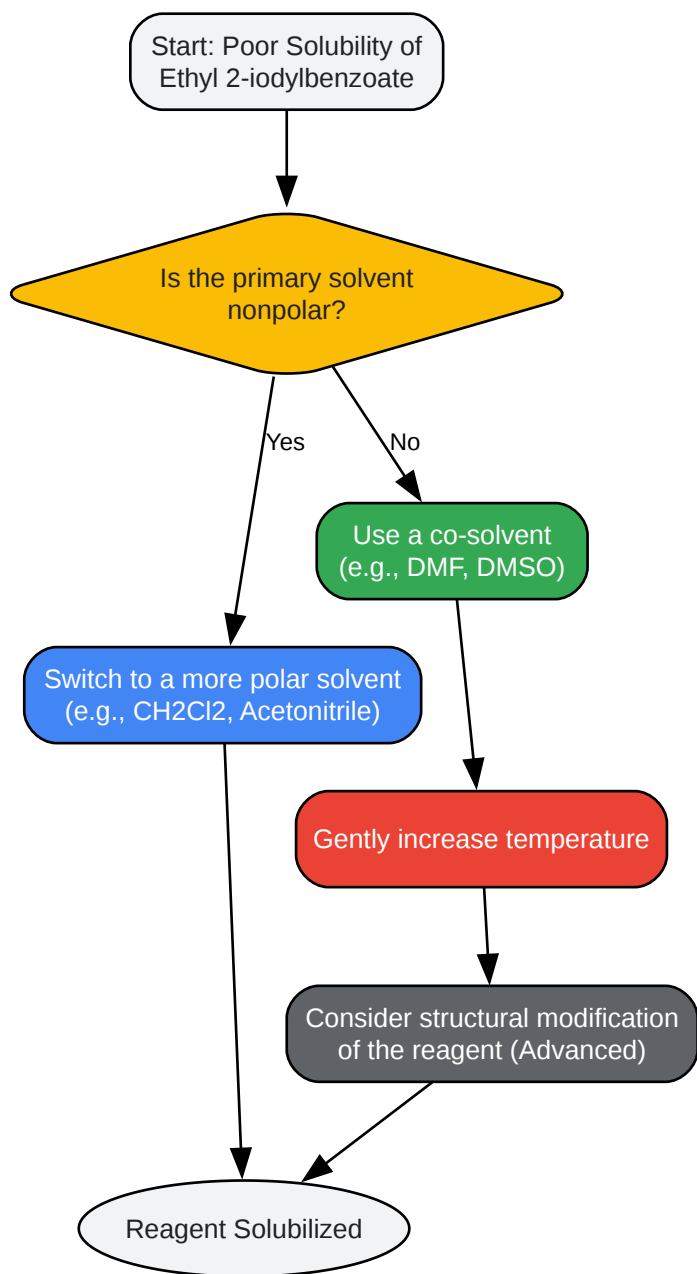 Start: Poor Solubility of
Ethyl 2-iodylbenzoate
Is the primary solvent
nonpolar?
Yes
No
Use a co-solvent
(e.g., DMF, DMSO)
Switch to a more polar solvent
(e.g., CH2Cl2, Acetonitrile)
Gently increase temperature
Consider structural modification
of the reagent (Advanced)
Reagent Solubilized